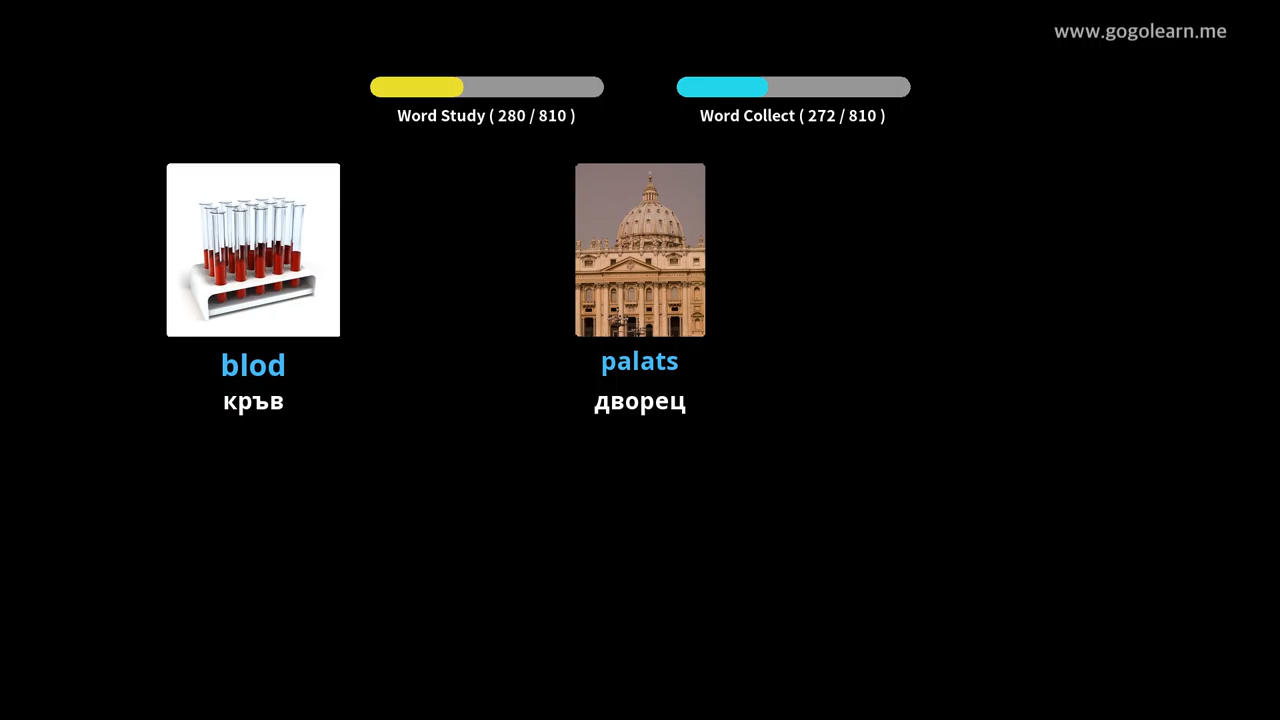 www.gogolearn.me
Word Study ( 280 / 810 )
Word Collect ( 272 / 810 )
blod
palats
кръв
дворец